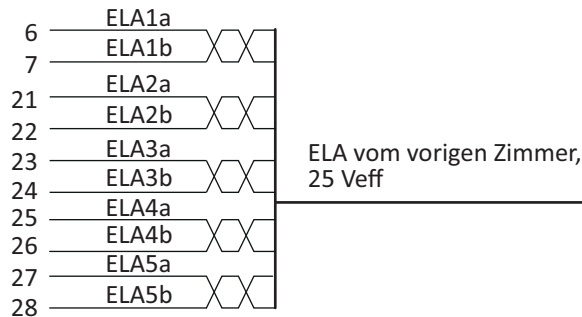 6 ELA1a
7 ELA1b
21 ELA2a
22 ELA2b
23 ELA3a
24 ELA3b
25 ELA4a
26 ELA4b
27 ELA5a
28 ELA5b
ELA vom vorigen Zimmer,
25 Veff